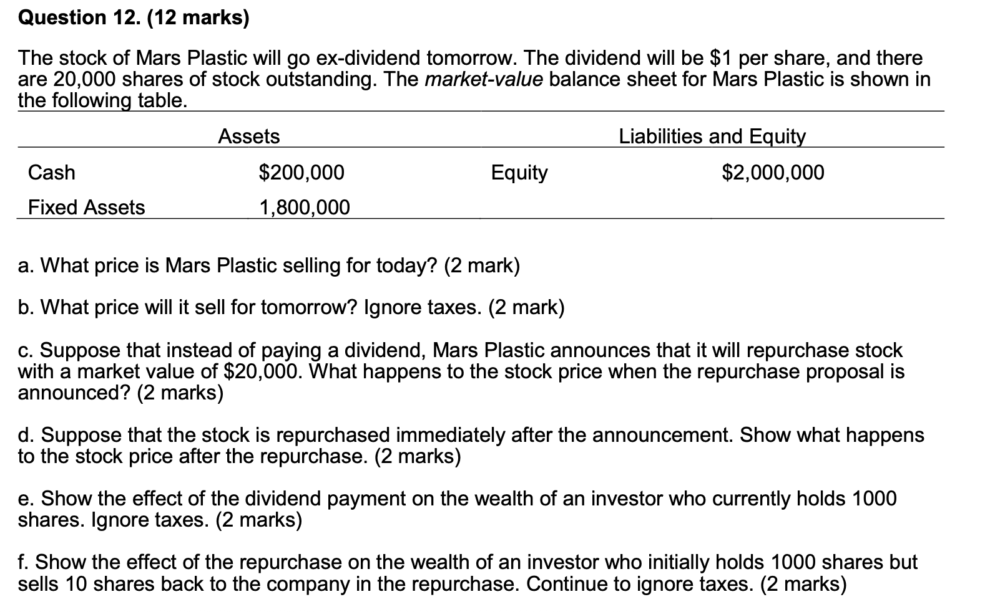 Question 12. (12 marks)
The stock of Mars Plastic will go ex-dividend tomorrow. The dividend will be $1 per share, and there
are 20,000 shares of stock outstanding. The market-value balance sheet for Mars Plastic is shown in
the following table.
Assets Liabilities and Equity
Cash $200,000 Equity $2,000,000
Fixed Assets 1,800,000
a. What price is Mars Plastic selling for today? (2 mark)
b. What price will it sell for tomorrow? Ignore taxes. (2 mark)
c. Suppose that instead of paying a dividend, Mars Plastic announces that it will repurchase stock
with a market value of $20,000. What happens to the stock price when the repurchase proposal is
announced? (2 marks)
d. Suppose that the stock is repurchased immediately after the announcement. Show what happens
to the stock price after the repurchase. (2 marks)
e. Show the effect of the dividend payment on the wealth of an investor who currently holds 1000
shares. Ignore taxes. (2 marks)
f. Show the effect of the repurchase on the wealth of an investor who initially holds 1000 shares but
sells 10 shares back to the company in the repurchase. Continue to ignore taxes. (2 marks)